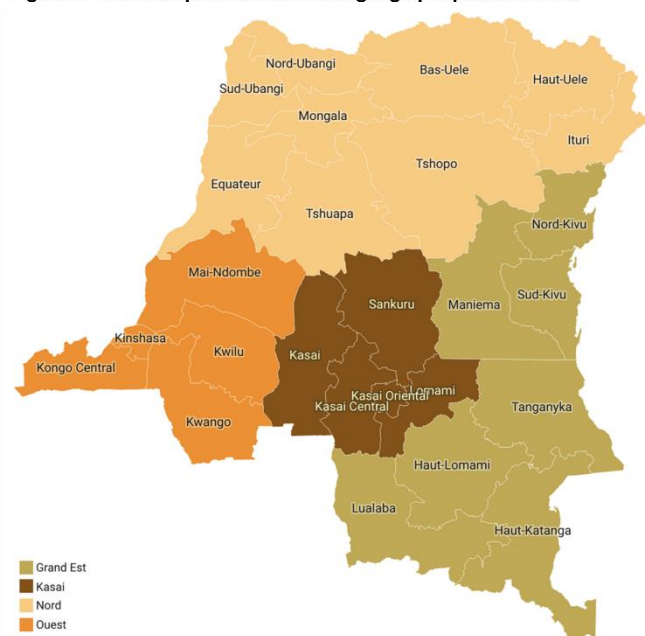 Nord-Ubangi
Bas-Uele
Haut-Uele
Sud-Ubangi
Mongala
Ituri
Tshopo
Equateur
Tshuapa
Nord-Kivu
Mai-Ndombe
Sud-Kivu
Sankuru
Maniema
Kinshasa
Kwilu
Kasai
Kongo Central
Lomami
Kasai Oriental
Kasai Central
Tanganyka
Kwango
Haut-Lomami
Lualaba
Haut-Katanga
Grand Est
Kasai
Nord
Ouest